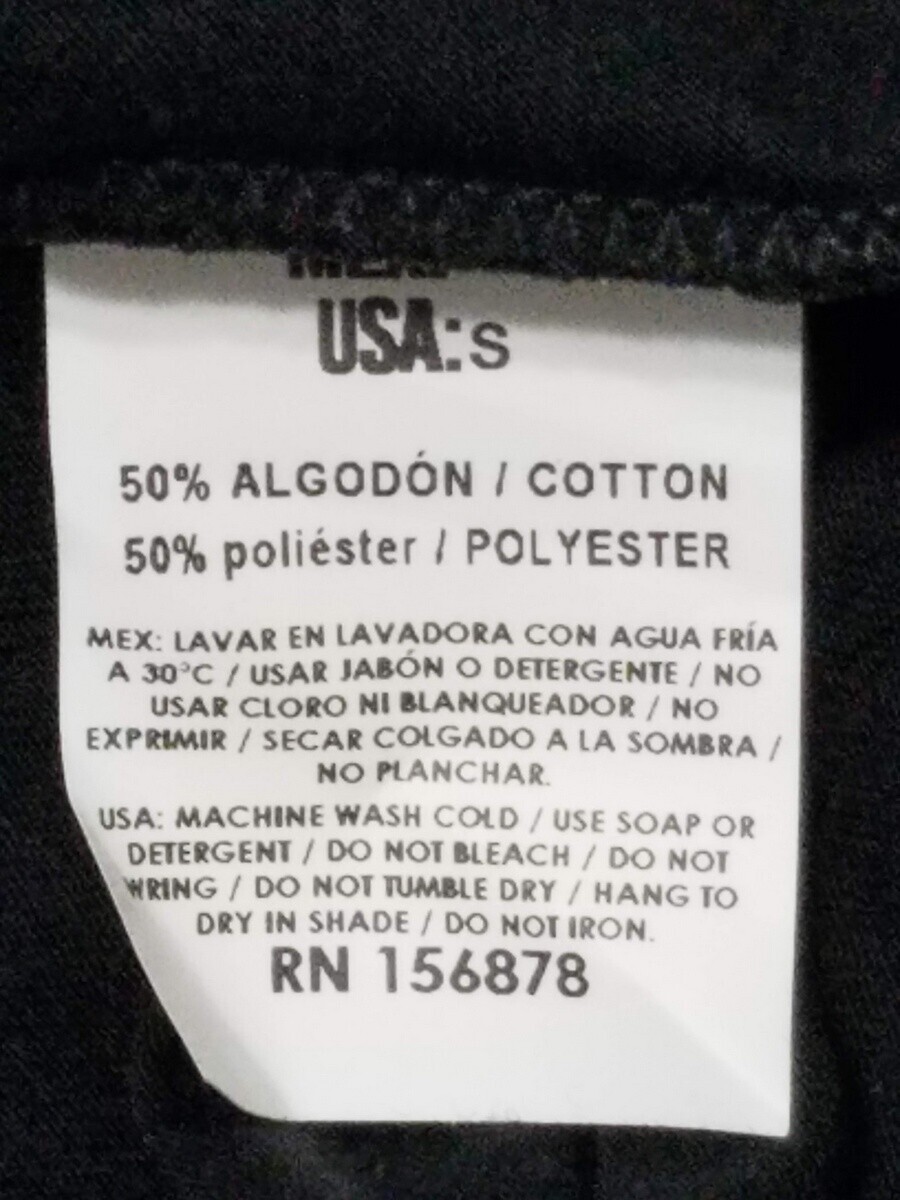 USA: S
50% ALGODÓN / COTTON
50% poliéster / POLYESTER
MEX: LAVAR EN LAVADORA CON AGUA FRÍA
A 30°C / USAR JABÓN O DETERGENTE / NO
USAR CLORO NI BLANQUEADOR / NO
EXPRIMIR / SECAR COLGADO A LA SOMBRA /
NO PLANCHAR.
USA: MACHINE WASH COLD / USE SOAP OR
DETERGENT / DO NOT BLEACH / DO NOT
WRING / DO NOT TUMBLE DRY / HANG TO
DRY IN SHADE / DO NOT IRON.
RN 156878